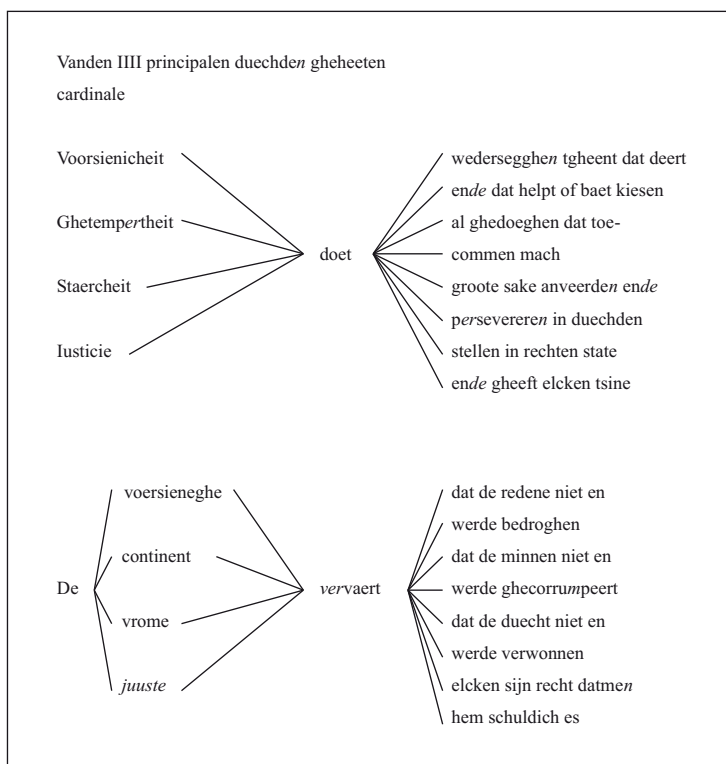 Vanden IIII principalen duechden gheheeten
cardinale
Voorsienicheit
Ghetempertheit
Staercheit
Iusticie
doet
wedersegghen tgheent dat deert
ende dat helpt of baet kiesen
al ghedoeghen dat toe-
commen mach
groote sake anveerden ende
persevereren in duechden
stellen in rechten state
ende gheeft elcken tsine
De
voersieneghe
continent
vrome
juuste
vervaert
dat de redene niet en
werde bedroghen
dat de minnen niet en
werde ghecorrumpeert
dat de duecht niet en
werde verwonnen
elcken sijn recht datmen
hem schuldich es